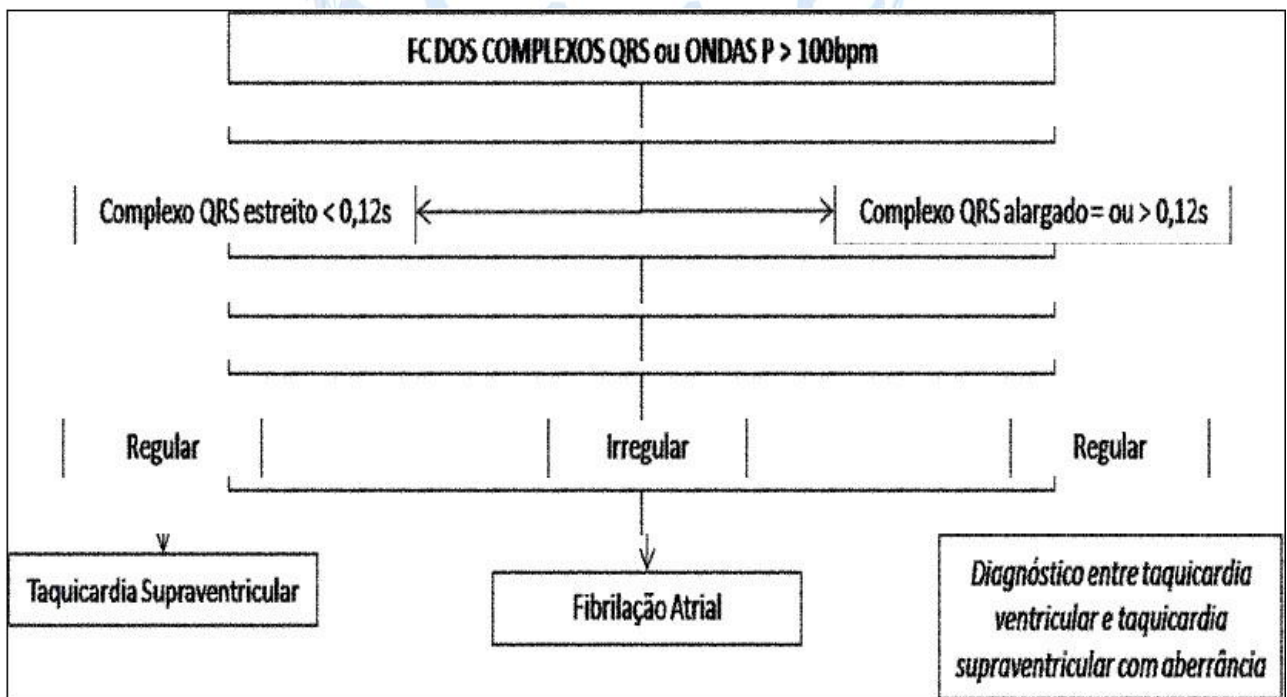 FC DOS COMPLEXOS QRS ou ONDAS P > 100bpm
Complexo QRS estreito < 0,12s
Complexo QRS alargado = ou > 0,12s
Regular
Irregular
Regular
Taquicardia Supraventricular
Fibrilação Atrial
Diagnóstico entre taquicardia
ventricular e taquicardia
supraventricular com aberrância